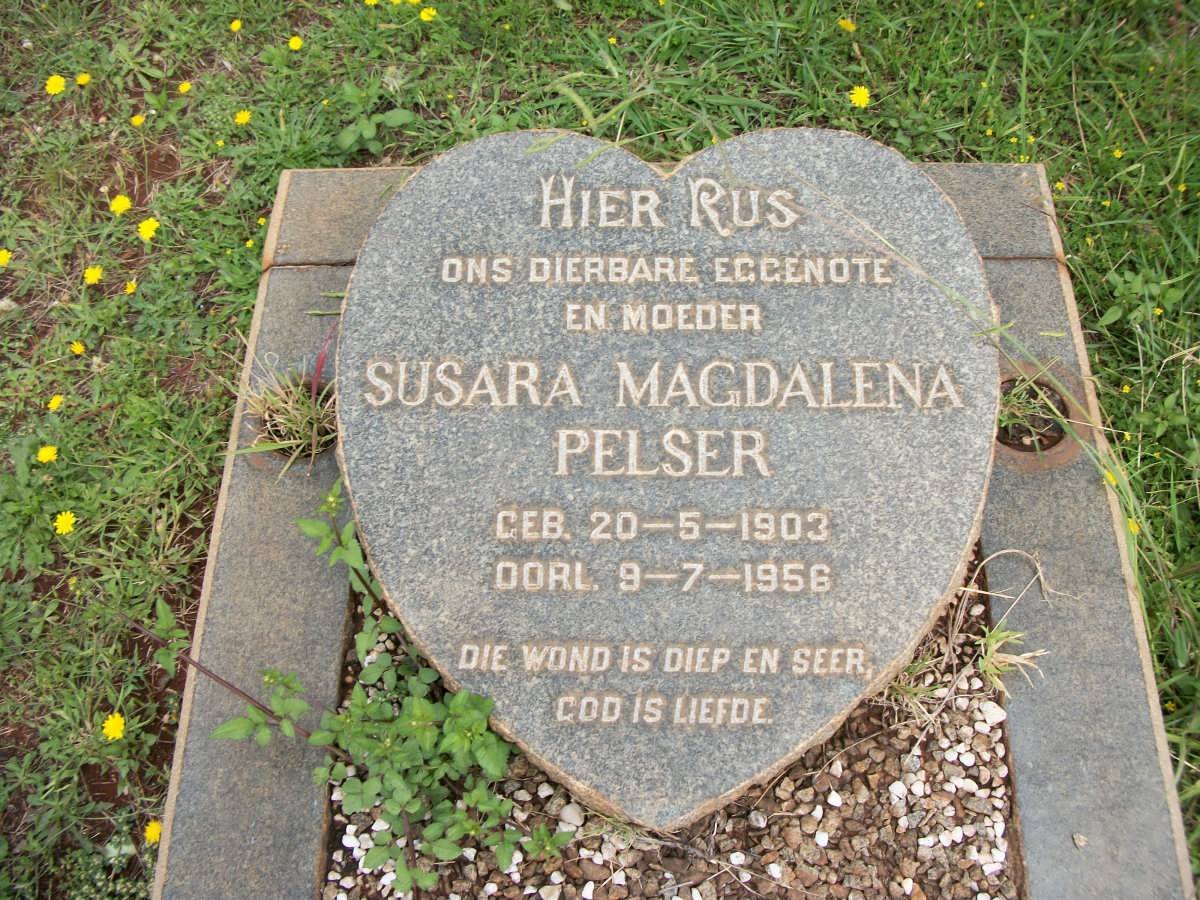 HIER RUS
ONS DIERBARE EGGENOTE
EN MOEDER
SUSARA MAGDALENA
PELSER
GEB. 20-5-1903
OORL. 9-7-1956
DIE WOND IS DIEP EN SEER,
GOD IS LIEFDE.